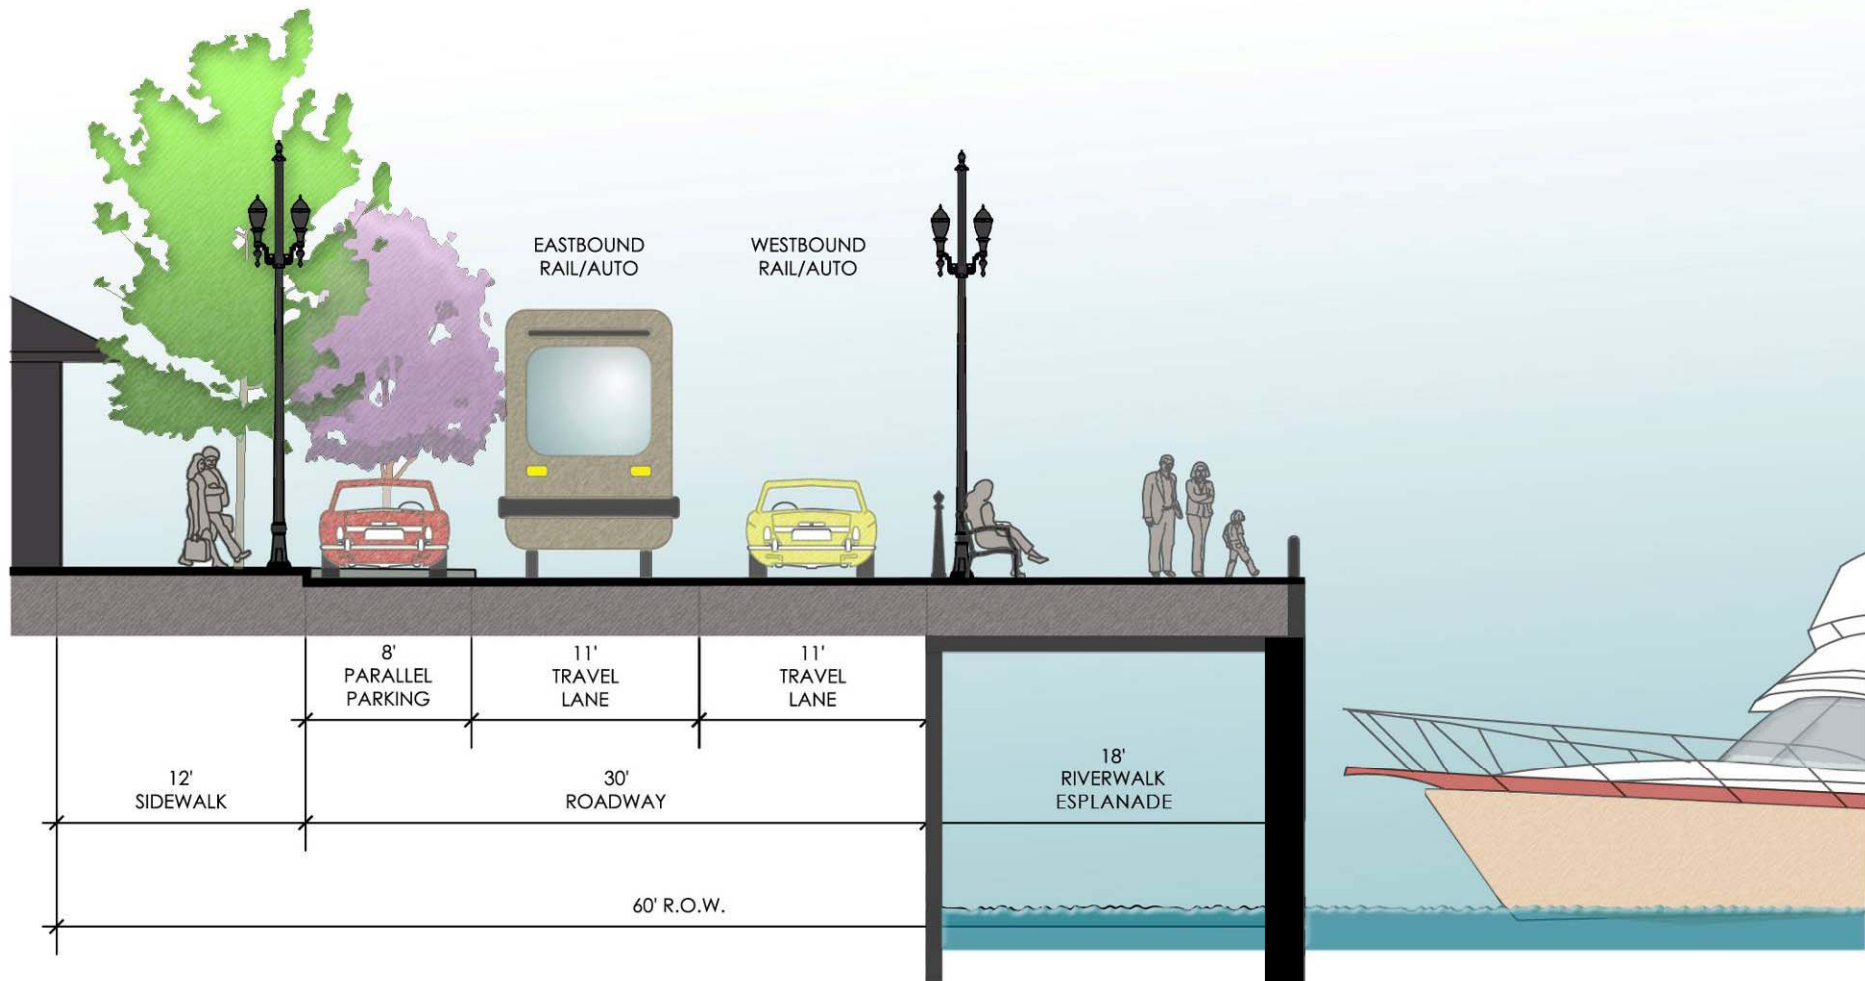 EASTBOUND
RAIL/AUTO
WESTBOUND
RAIL/AUTO
8'
PARALLEL
PARKING
11'
TRAVEL
LANE
11'
TRAVEL
LANE
12'
SIDEWALK
30'
ROADWAY
18'
RIVERWALK
ESPLANADE
60' R.O.W.